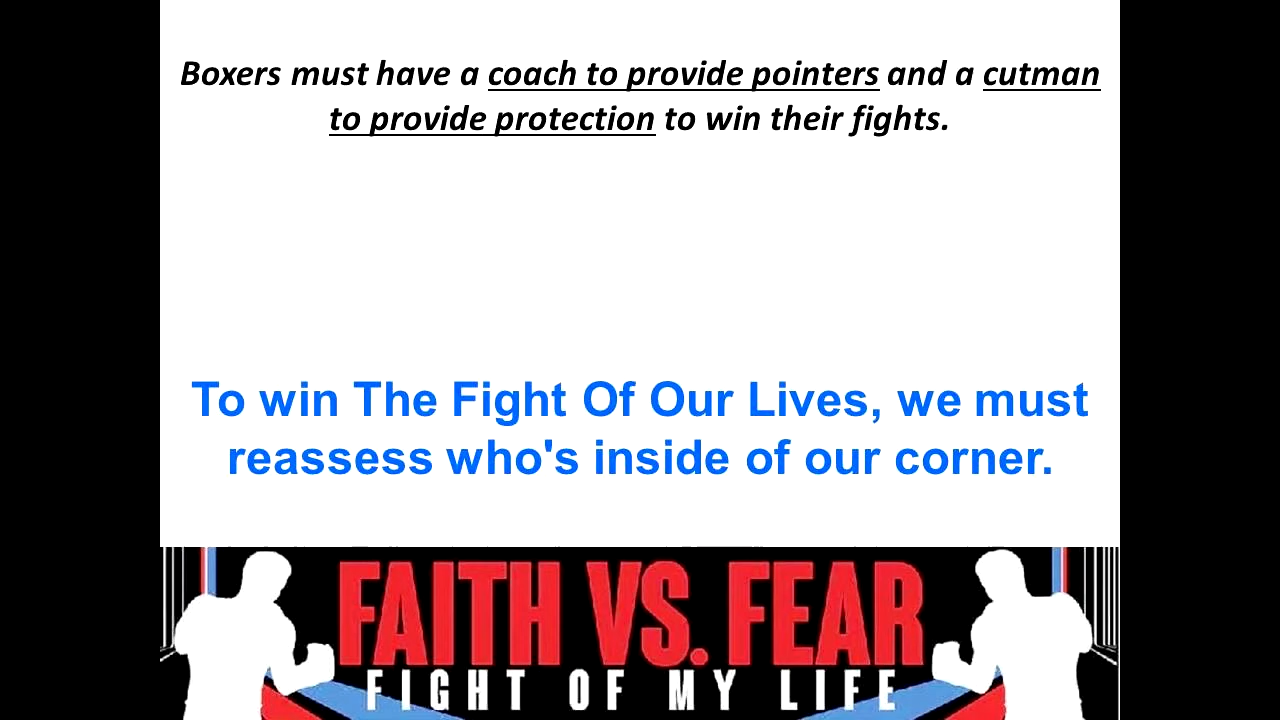 Boxers must have a coach to provide pointers and a cutman
to provide protection to win their fights.
To win The Fight Of Our Lives, we must
reassess who's inside of our corner.
FAITH VS. FEAR
FIGHT OF MY LIFE